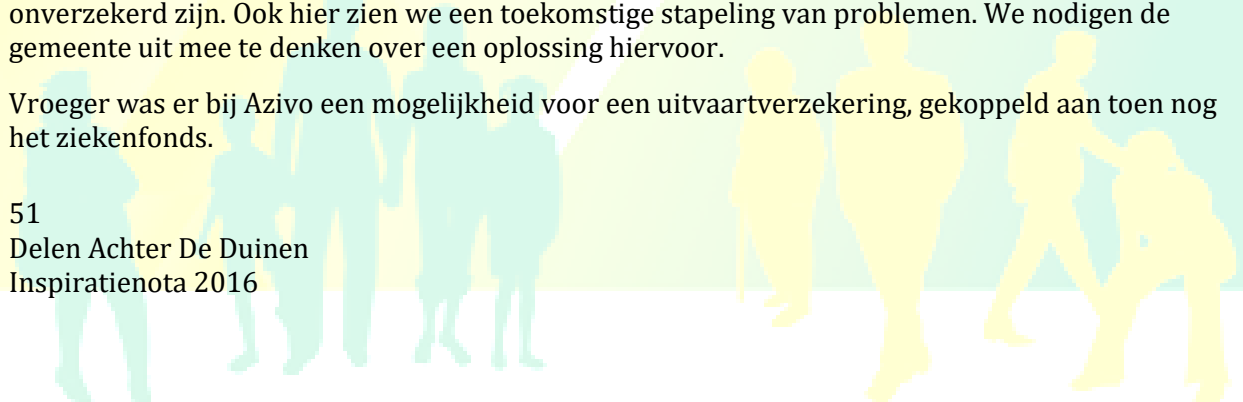 onverzekerd zijn. Ook hier zien we een toekomstige stapeling van problemen. We nodigen de
gemeente uit mee te denken over een oplossing hiervoor.
Vroeger was er bij Azivo een mogelijkheid voor een uitvaartverzekering, gekoppeld aan toen nog
het ziekenfonds.
51
Delen Achter De Duinen
Inspiratienota 2016